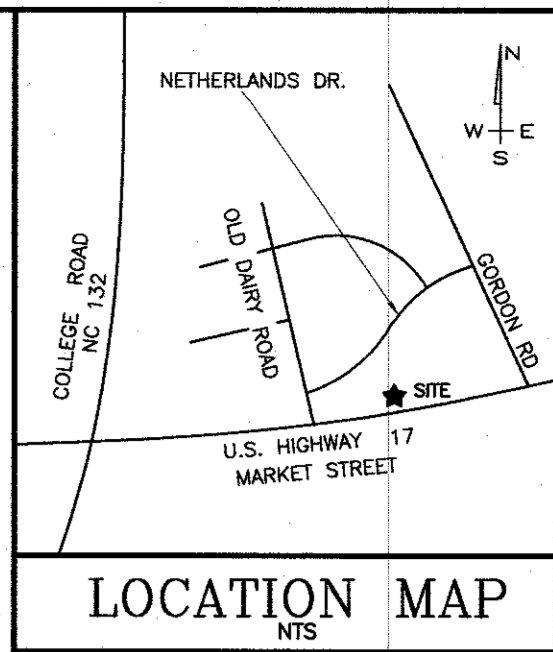 NETHERLANDS DR.
N
W E
S
OLD DAIRY ROAD
COLLEGE ROAD
NC 132
GORDON RD
SITE
U.S. HIGHWAY 17
MARKET STREET
LOCATION MAP
NTS